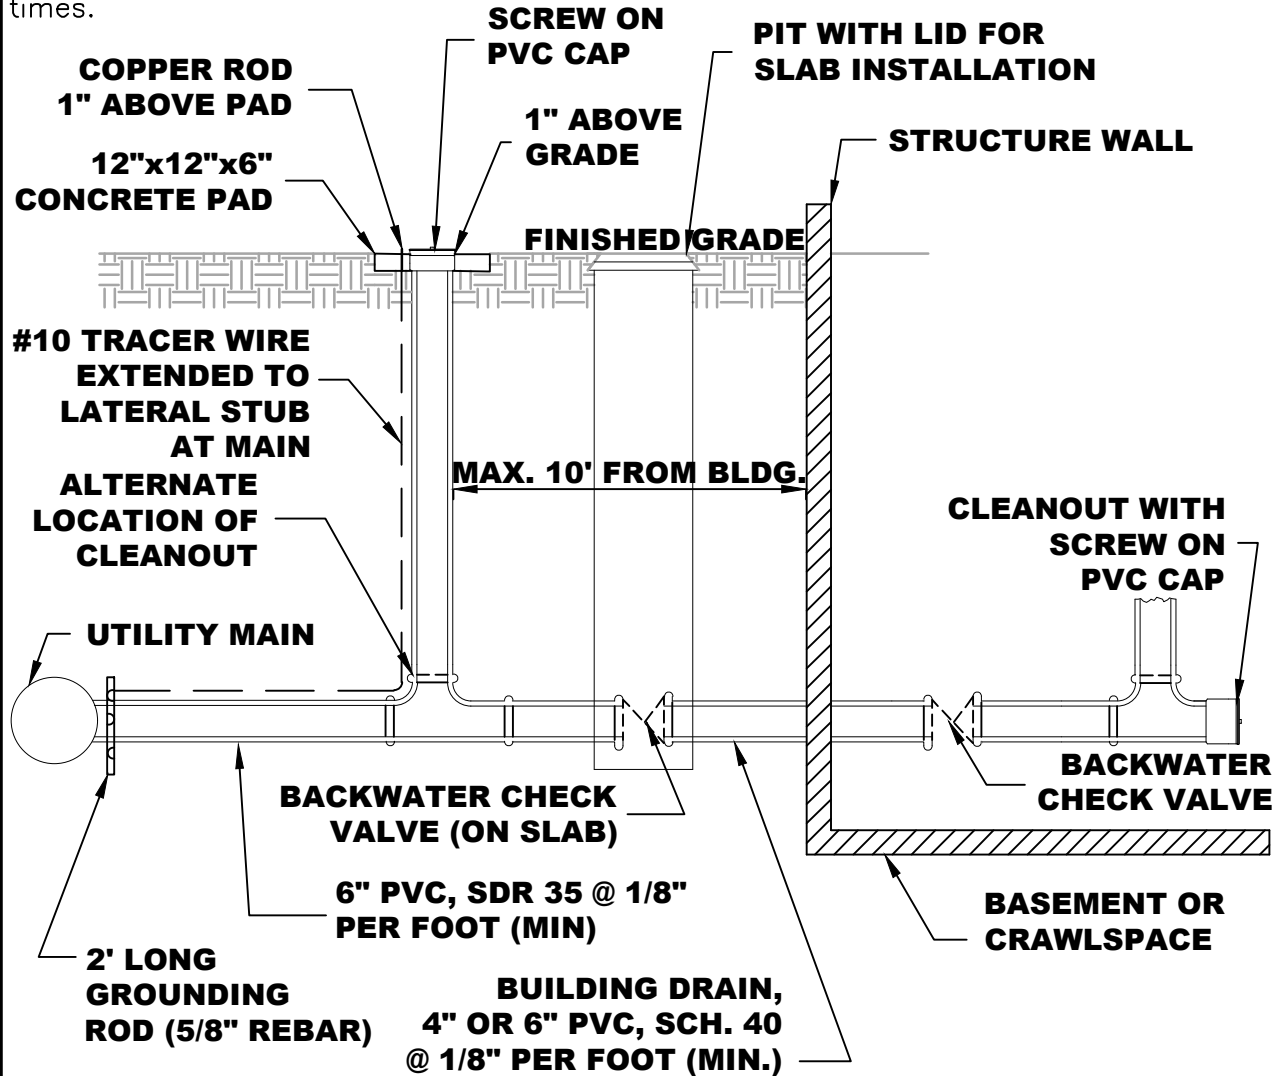 times.
SCREW ON
PVC CAP
PIT WITH LID FOR
SLAB INSTALLATION
COPPER ROD
1" ABOVE PAD
1" ABOVE
GRADE
STRUCTURE WALL
12"x12"x6"
CONCRETE PAD
FINISHED GRADE
#10 TRACER WIRE
EXTENDED TO
LATERAL STUB
AT MAIN
MAX. 10' FROM BLDG.
ALTERNATE
LOCATION OF
CLEANOUT
CLEANOUT WITH
SCREW ON
PVC CAP
UTILITY MAIN
BACKWATER CHECK
VALVE (ON SLAB)
BACKWATER
CHECK VALVE
6" PVC, SDR 35 @ 1/8"
PER FOOT (MIN)
BASEMENT OR
CRAWLSPACE
2' LONG
GROUNDING
ROD (5/8" REBAR)
BUILDING DRAIN,
4" OR 6" PVC, SCH. 40
@ 1/8" PER FOOT (MIN.)